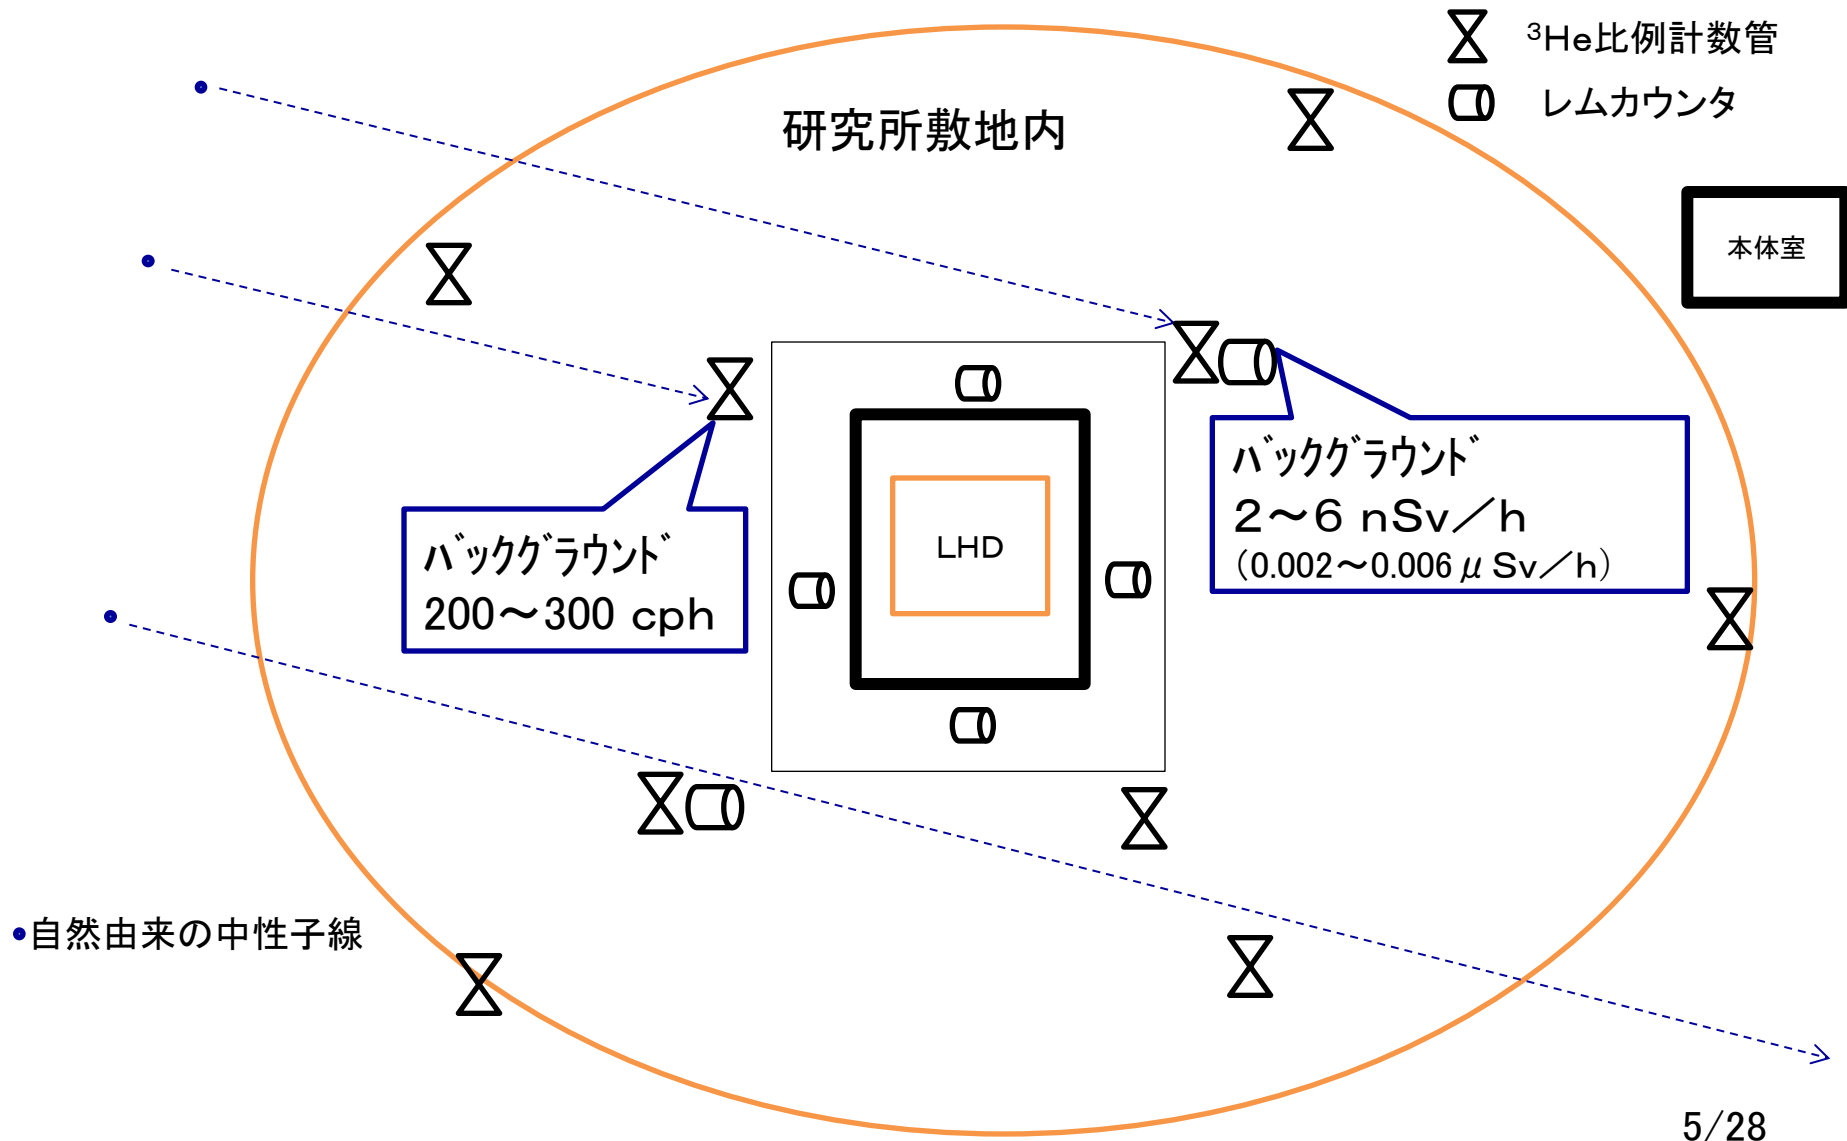 ³He比例計数管
レムカウンタ
研究所敷地内
本体室
ﾊﾞｯｸｸﾞﾗｳﾝﾄﾞ
2～6 nSv／h
（0.002～0.006μSv／h）
LHD
ﾊﾞｯｸｸﾞﾗｳﾝﾄﾞ
200～300 cph
•自然由来の中性子線
5/28